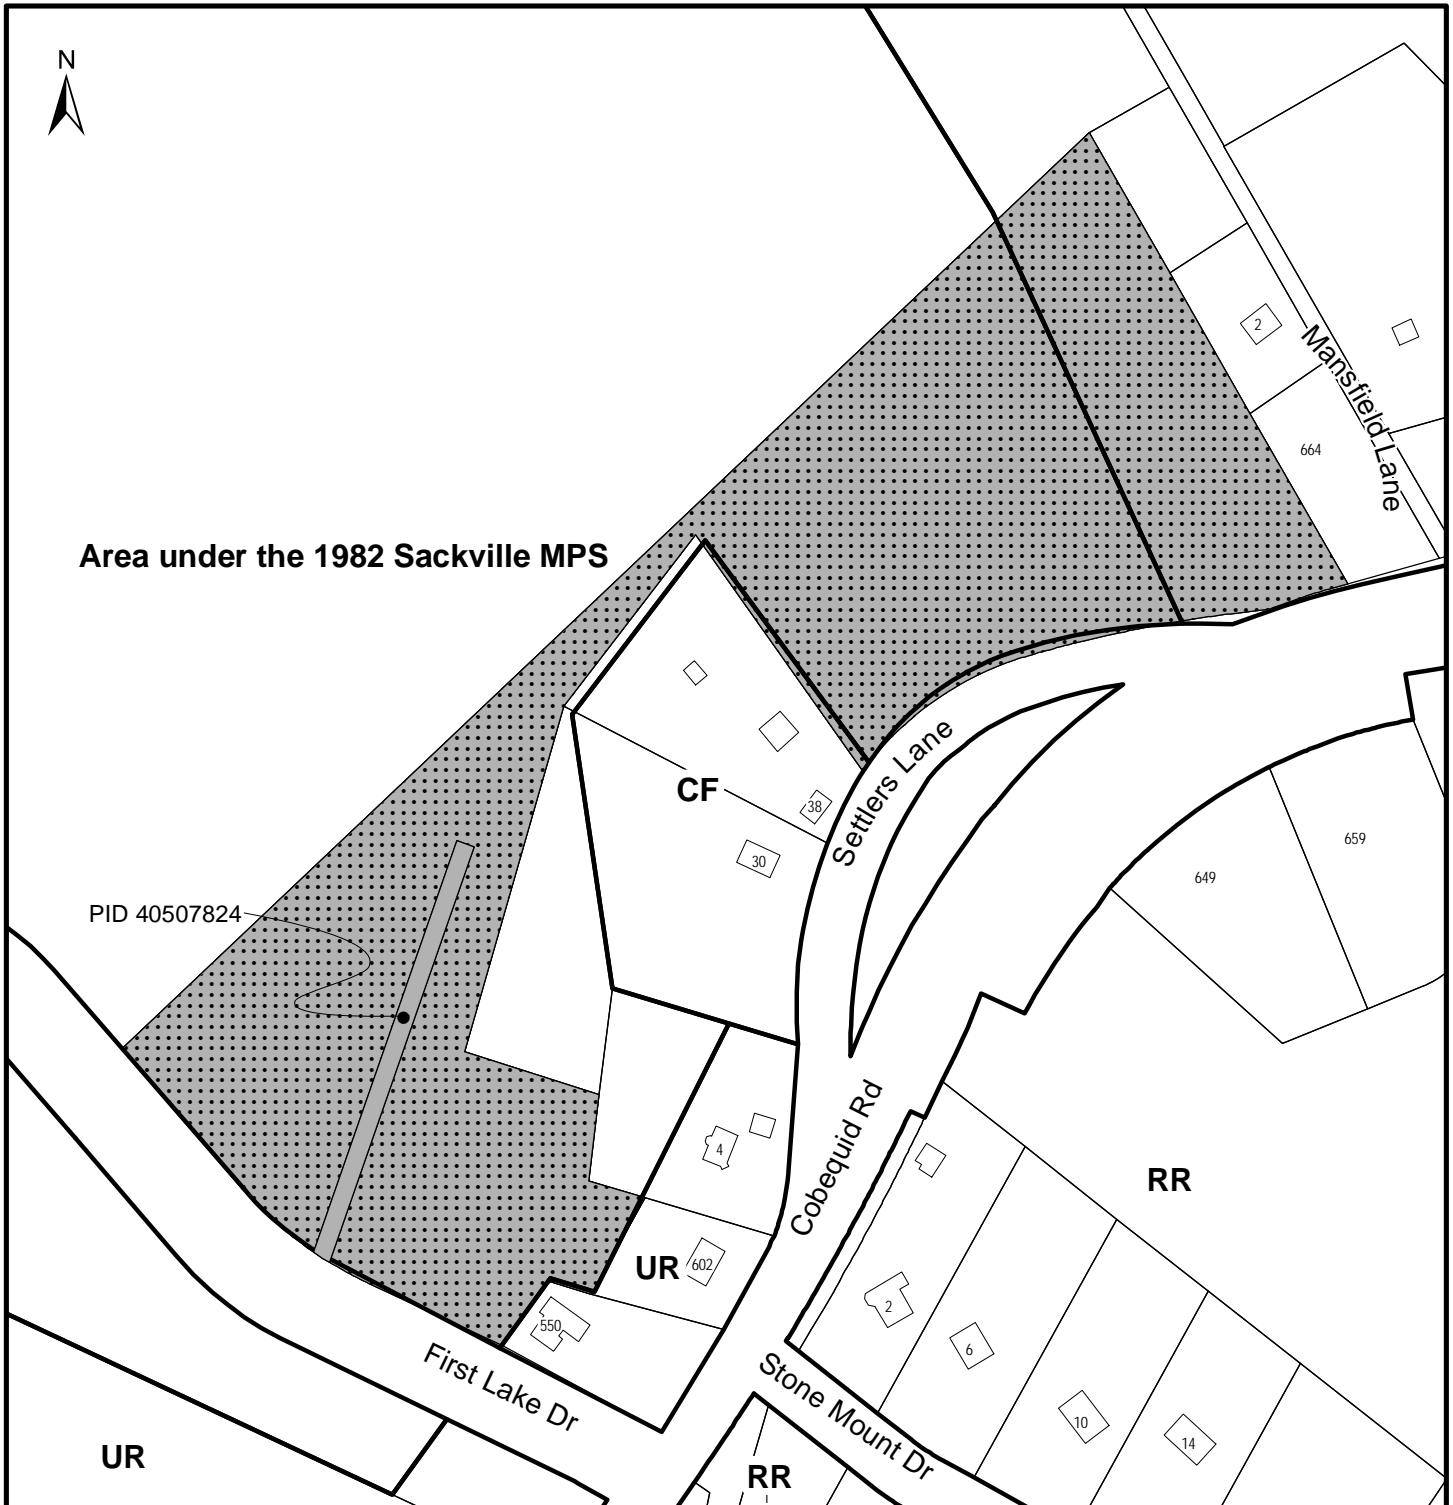 N
2
Mansfield Lane
664
Area under the 1982 Sackville MPS
CF
38
Settlers Lane
30
659
649
PID 40507824
Cobequid Rd
4
RR
UR
602
2
550
6
First Lake Dr
Stone Mount Dr
10
14
UR
RR